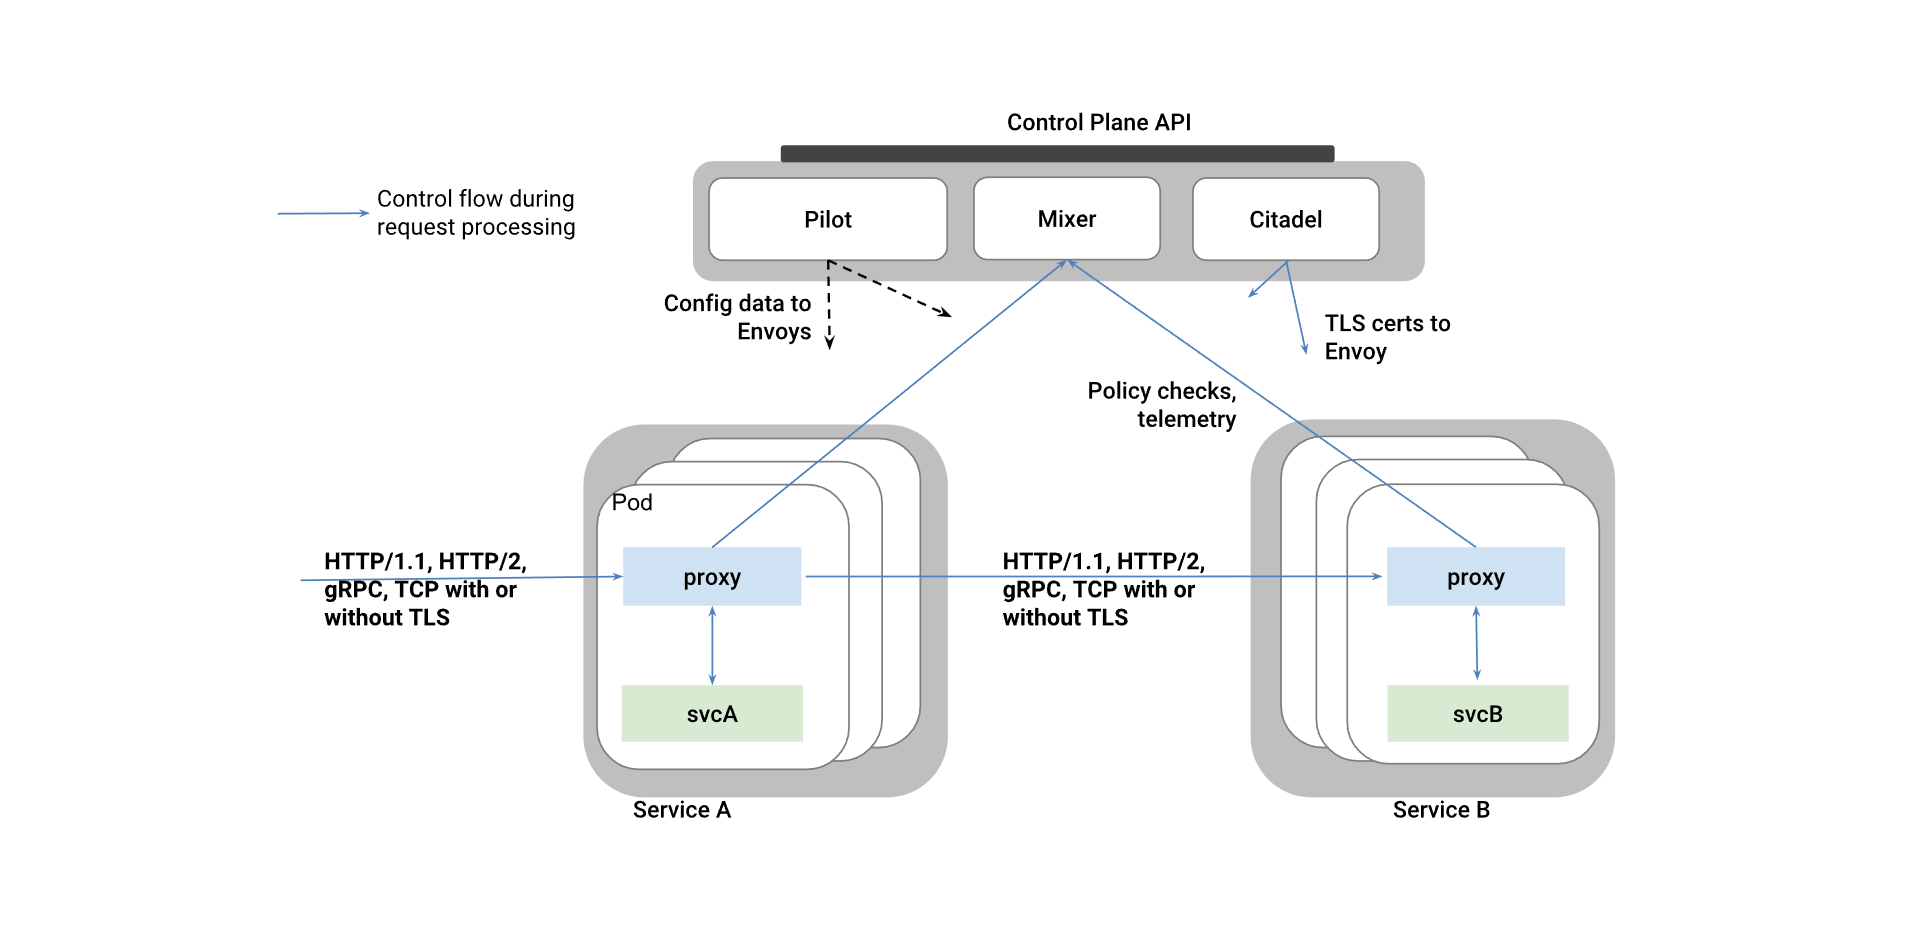 Control Plane API
Control flow during
request processing
Pilot
Mixer
Citadel
Config data to
Envoys
TLS certs to
Envoy
Policy checks,
telemetry
Pod
HTTP/1.1, HTTP/2,
gRPC, TCP with or
without TLS
proxy
HTTP/1.1, HTTP/2,
gRPC, TCP with or
without TLS
proxy
svcA
svcB
Service A
Service B